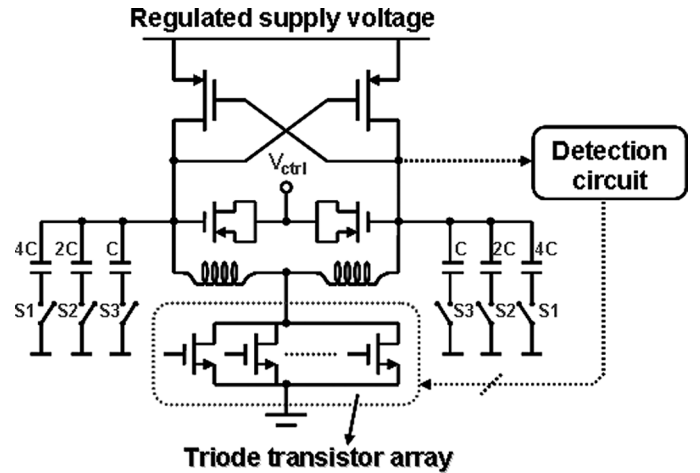 Regulated supply voltage
Detection
circuit
Vctrl
4C 2C C
C 2C 4C
S1 S2 S3
S3 S2 S1
Triode transistor array